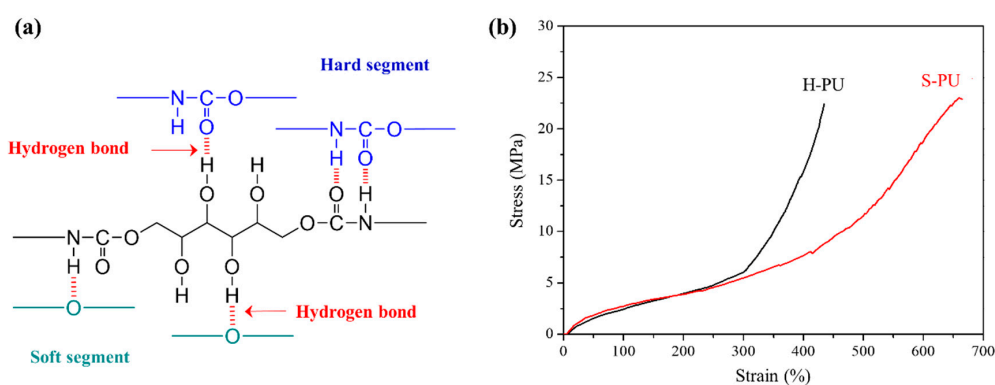 (a)
Hard segment
N C O
H O
N C O
H O
Hydrogen bond
H H
O O
O H
N C O
O C N
H O
O O
H H
O
Hydrogen bond
O
Soft segment
(b)
30
25
20
15
10
5
0
Stress (MPa)
H-PU
S-PU
0 100 200 300 400 500 600 700
Strain (%)